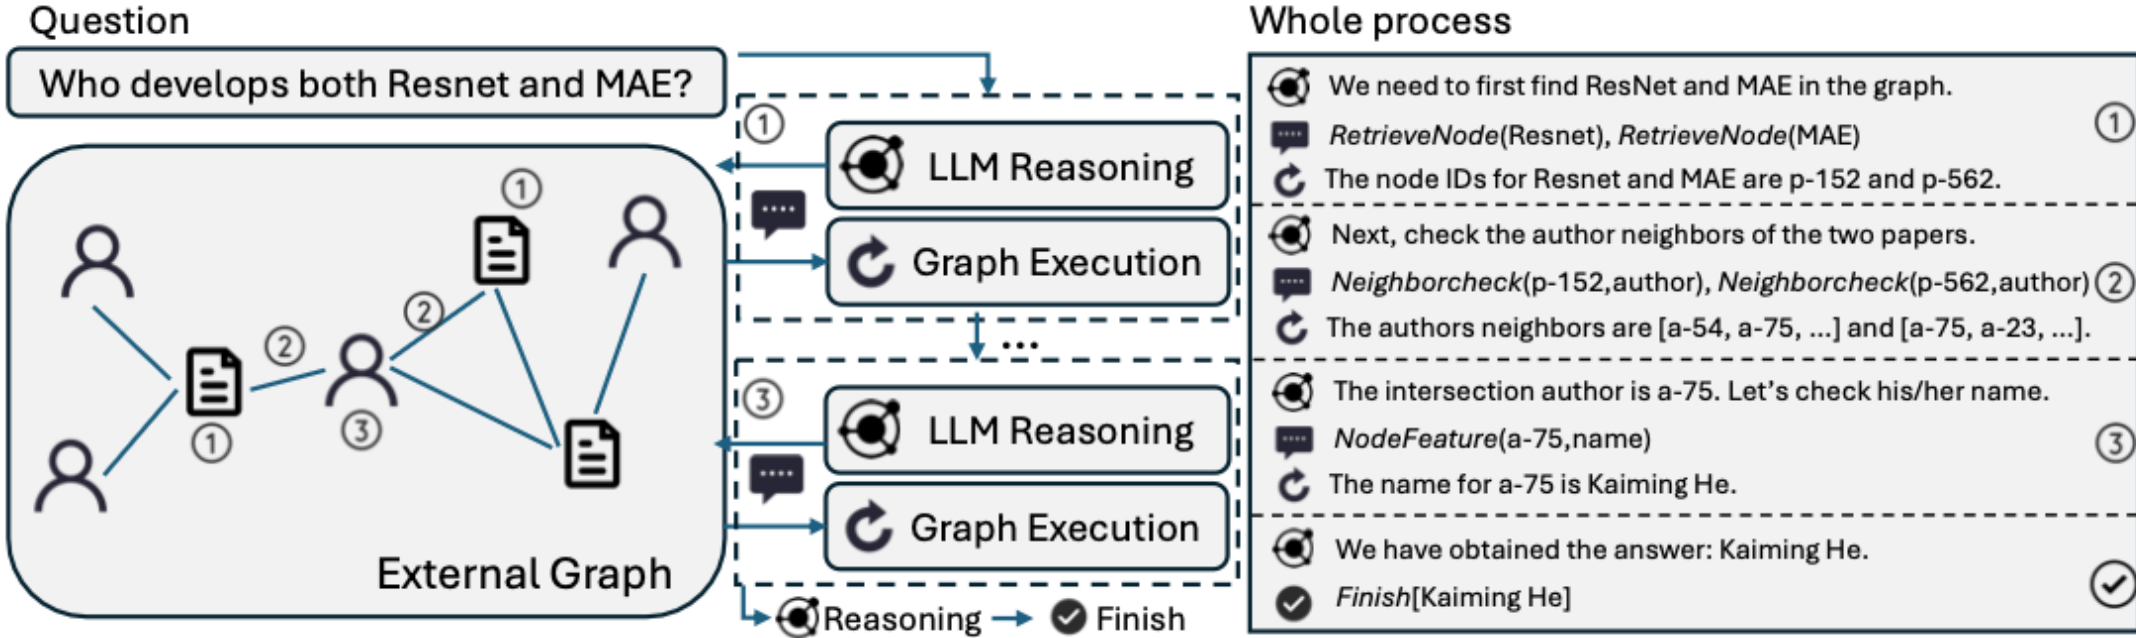 Question
Who develops both Resnet and MAE?
1
2
2
1
3
1
External Graph
1
LLM Reasoning
Graph Execution
...
3
LLM Reasoning
Graph Execution
Reasoning
Finish
Whole process
We need to first find ResNet and MAE in the graph.
RetrieveNode(Resnet), RetrieveNode(MAE)
1
The node IDs for Resnet and MAE are p-152 and p-562.
Next, check the author neighbors of the two papers.
Neighborcheck(p-152,author), Neighborcheck(p-562,author)
2
The authors neighbors are [a-54, a-75, ...] and [a-75, a-23, ...].
The intersection author is a-75. Let's check his/her name.
NodeFeature(a-75,name)
3
The name for a-75 is Kaiming He.
We have obtained the answer: Kaiming He.
Finish[Kaiming He]